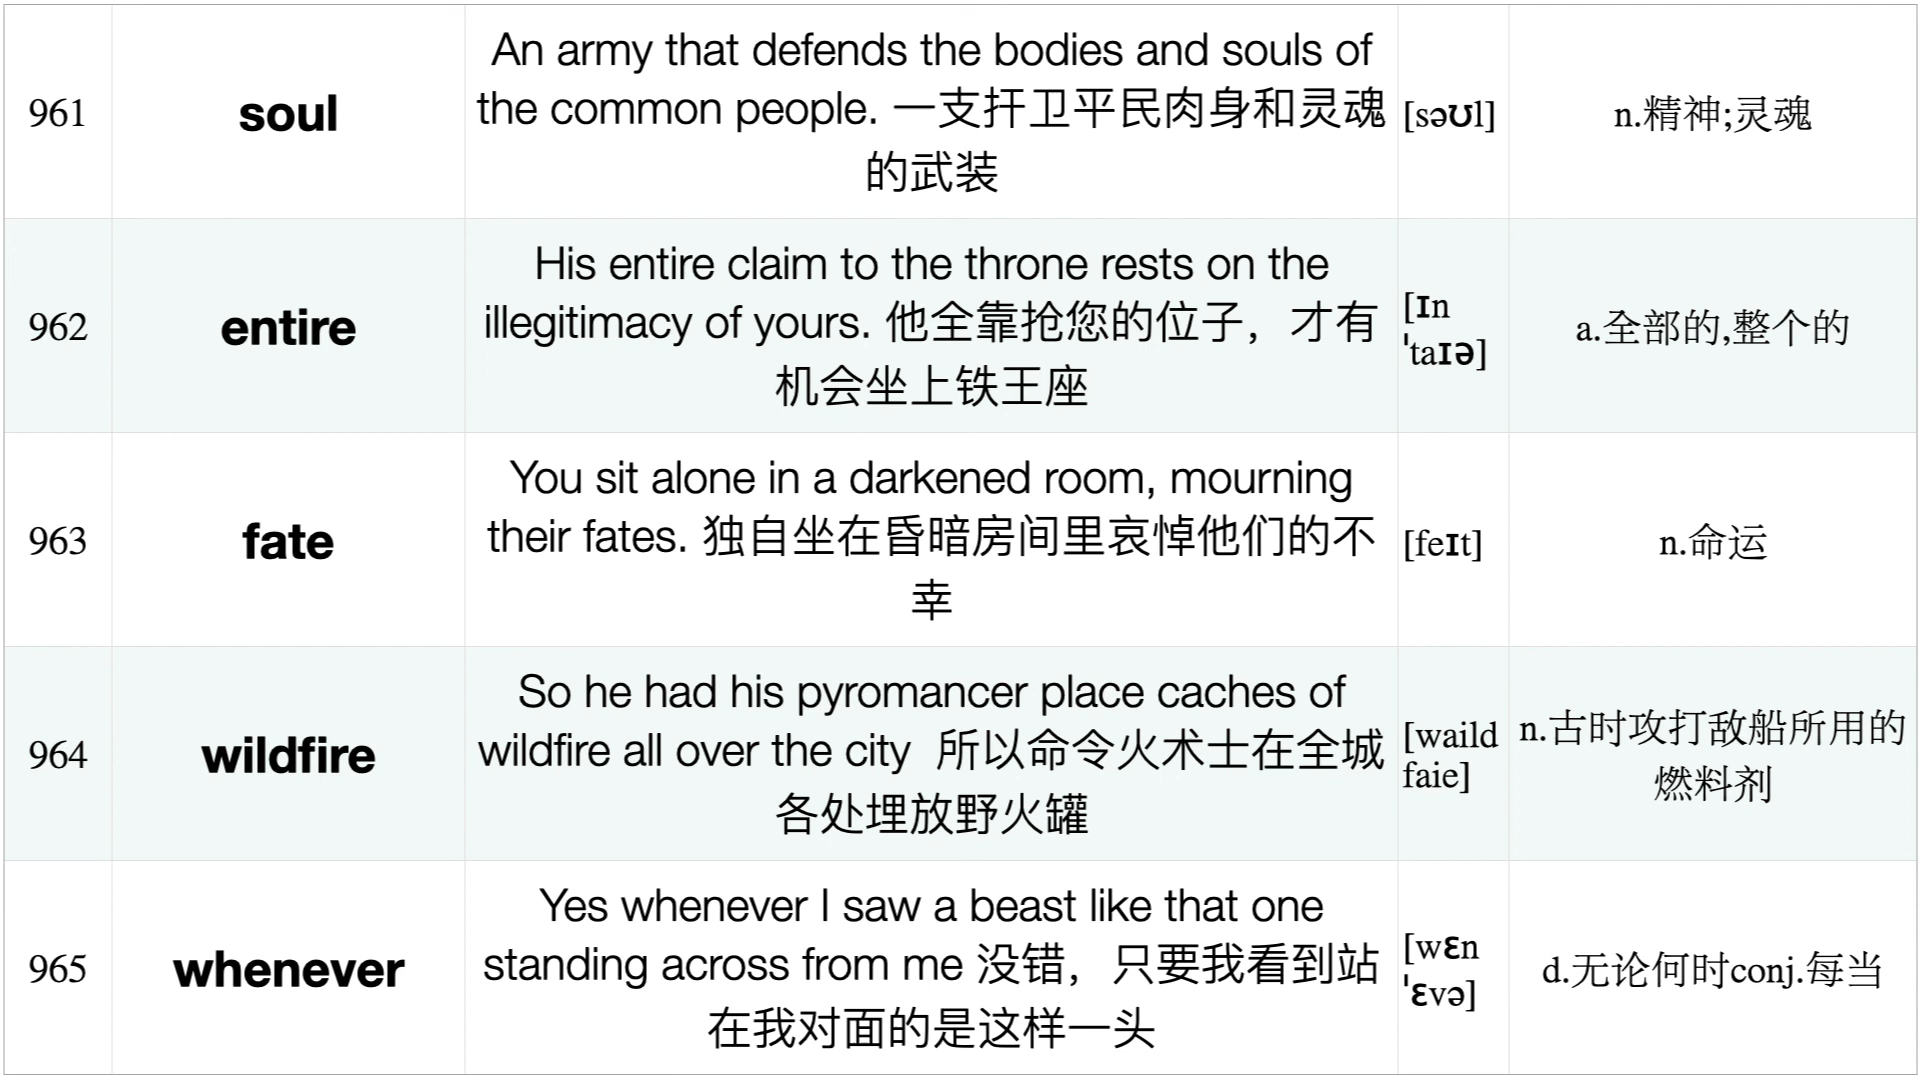 961
soul
An army that defends the bodies and souls of
the common people. 一支扞卫平民肉身和灵魂
的武装
[səʊl]
n.精神;灵魂
962
entire
His entire claim to the throne rests on the
illegitimacy of yours. 他全靠抢您的位子，才有
机会坐上铁王座
[ɪn
ˈtaɪə]
a.全部的,整个的
963
fate
You sit alone in a darkened room, mourning
their fates. 独自坐在昏暗房间里哀悼他们的不
幸
[feɪt]
n.命运
964
wildfire
So he had his pyromancer place caches of
wildfire all over the city 所以命令火术士在全城
各处埋放野火罐
[waild
faie]
n.古时攻打敌船所用的
燃料剂
965
whenever
Yes whenever I saw a beast like that one
standing across from me 没错，只要我看到站
在我对面的是这样一头
[wɛn
ˈɛvə]
d.无论何时conj.每当